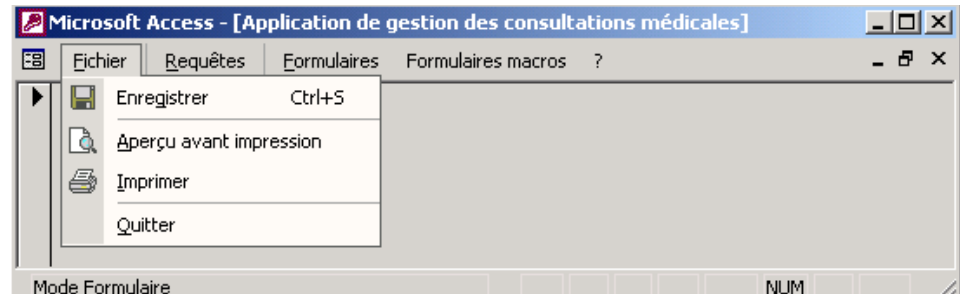 Microsoft Access - [Application de gestion des consultations médicales]
Fichier Requêtes Formulaires Formulaires macros ?
Enregistrer Ctrl+S
Aperçu avant impression
Imprimer
Quitter
Mode Formulaire NUM